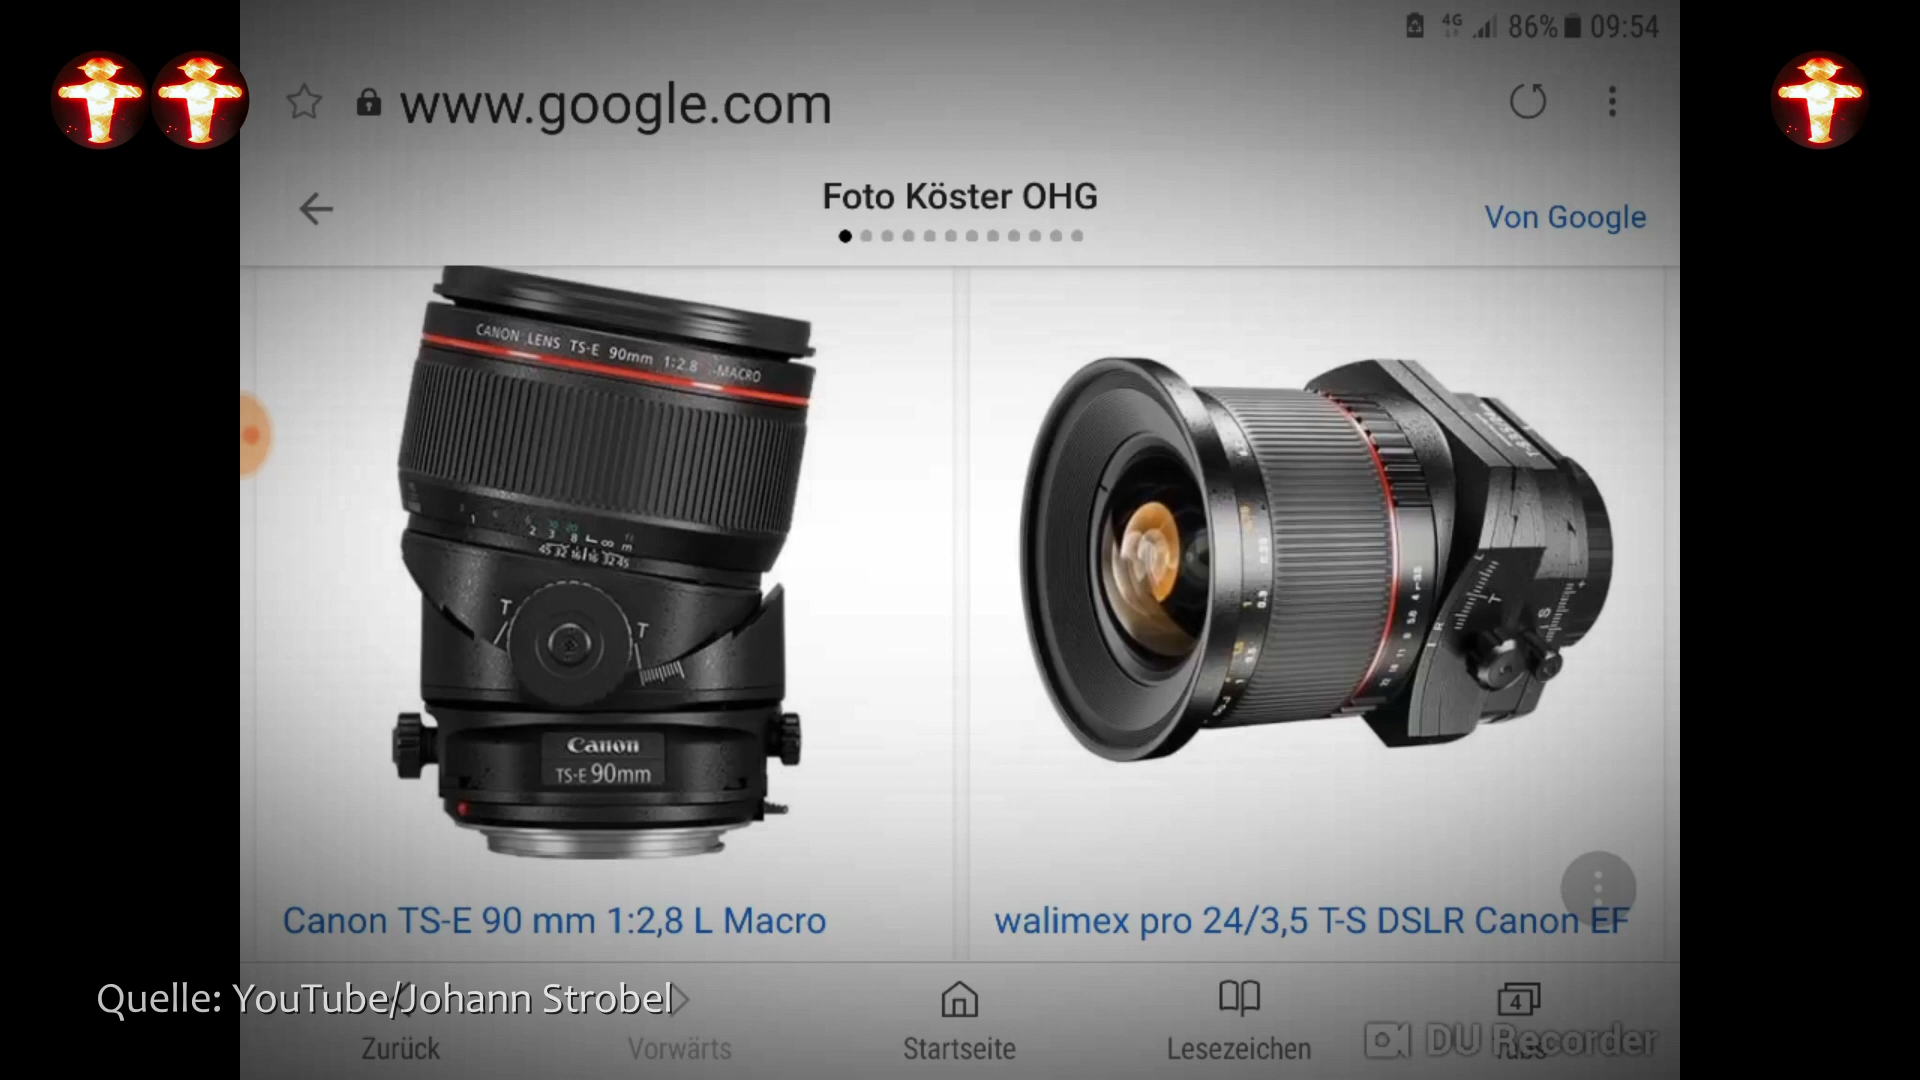 4G 86% 09:54
www.google.com
Foto Köster OHG
Von Google
CANON LENS TS-E 90mm 1:2.8 MACRO
T
T
Canon
TS-E 90mm
Canon TS-E 90 mm 1:2,8 L Macro
walimex pro 24/3,5 T-S DSLR Canon EF
Quelle: YouTube/Johann Strobel
4
Zurück
Vorwärts
Startseite
Lesezeichen
Tabs
DU Recorder